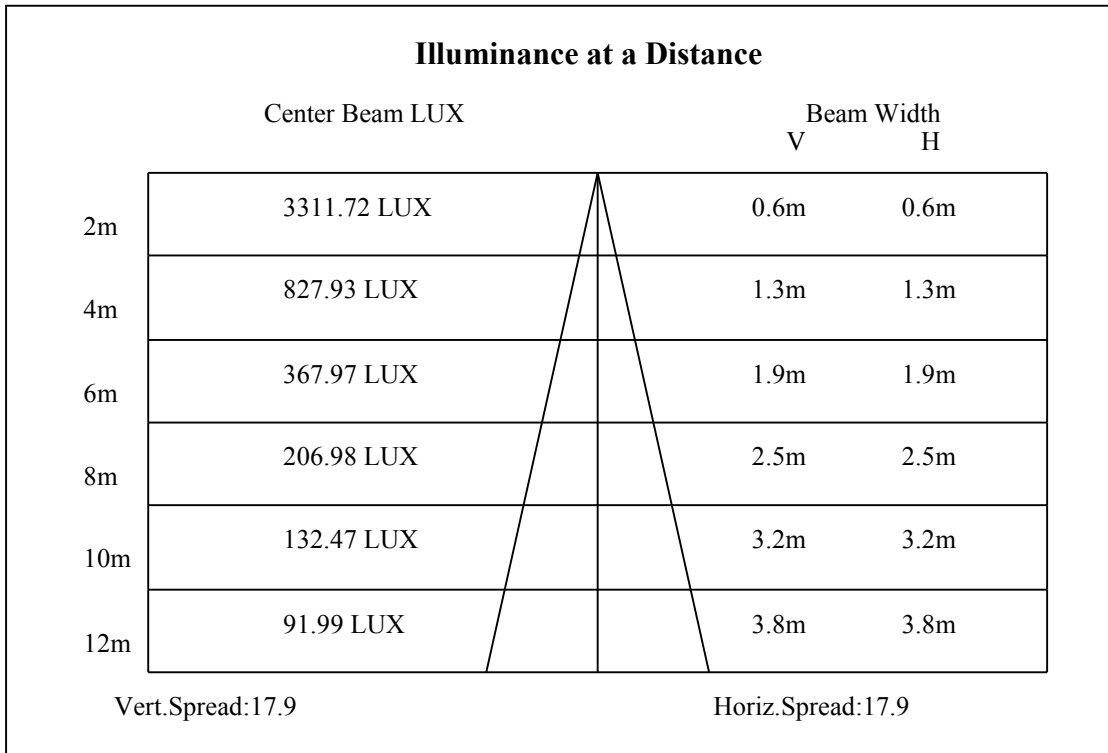 Illuminance at a Distance
Center Beam LUX Beam Width
V H
2m 3311.72 LUX 0.6m 0.6m
4m 827.93 LUX 1.3m 1.3m
6m 367.97 LUX 1.9m 1.9m
8m 206.98 LUX 2.5m 2.5m
10m 132.47 LUX 3.2m 3.2m
12m 91.99 LUX 3.8m 3.8m
Vert.Spread:17.9 Horiz.Spread:17.9